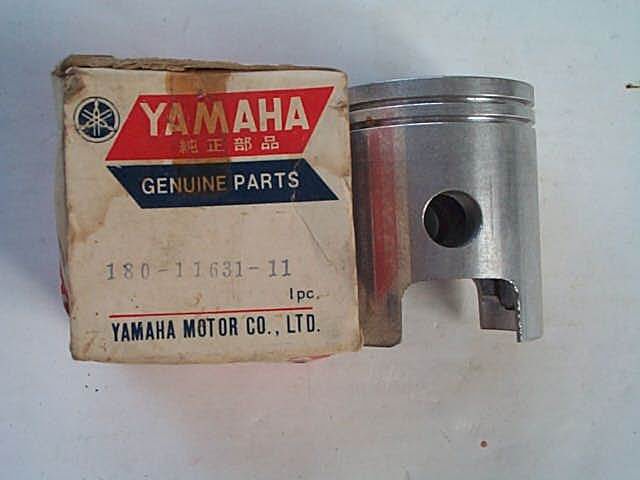 YAMAHA
純正部品
GENUINE PARTS
180-11631-11
1pc.
YAMAHA MOTOR CO., LTD.